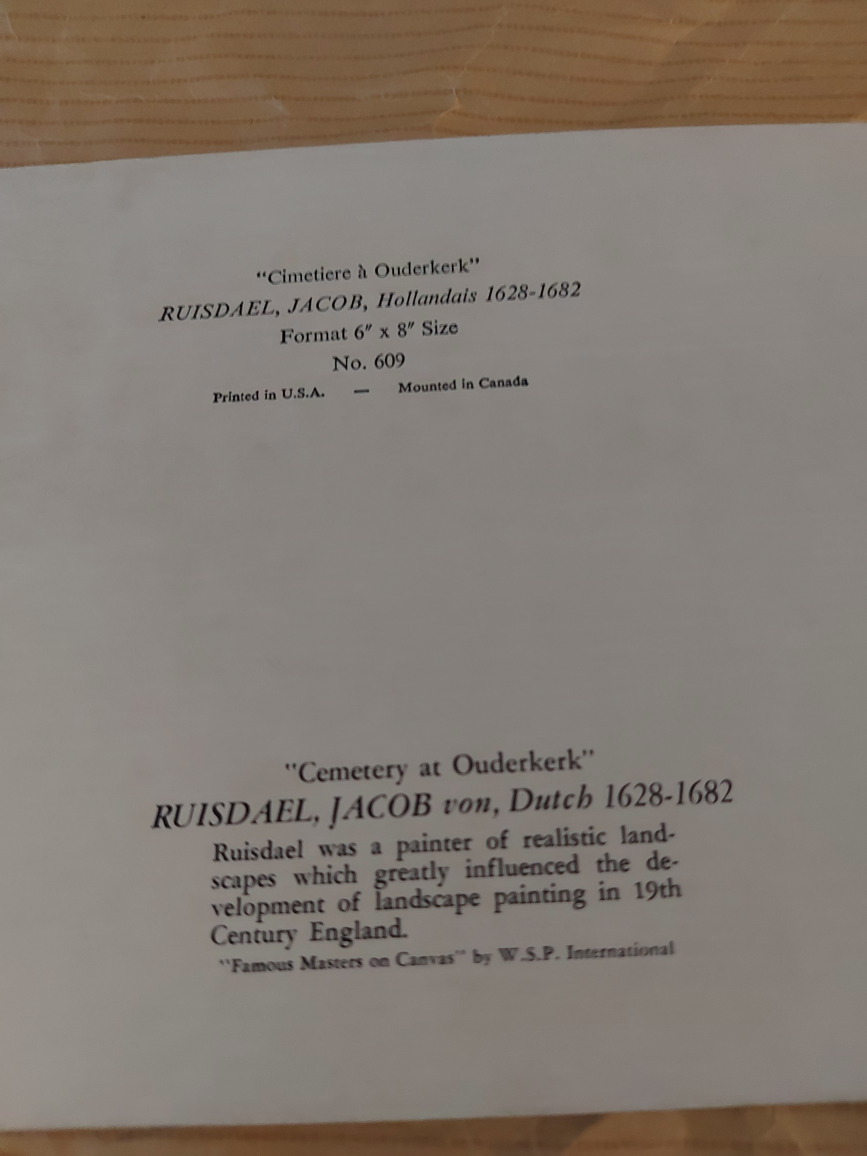 “Cimetiere à Ouderkerk”
RUISDAEL, JACOB, Hollandais 1628-1682
Format 6″ x 8″ Size
No. 609
Printed in U.S.A. — Mounted in Canada
"Cemetery at Ouderkerk"
RUISDAEL, JACOB von, Dutch 1628-1682
Ruisdael was a painter of realistic land-
scapes which greatly influenced the de-
velopment of landscape painting in 19th
Century England.
"Famous Masters on Canvas" by W.S.P. International